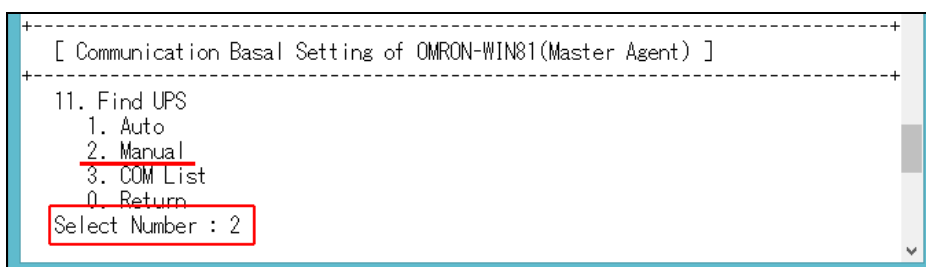 [ Communication Basal Setting of OMRON-WIN81(Master Agent) ]
11. Find UPS
1. Auto
2. Manual
3. COM List
0. Return
Select Number : 2